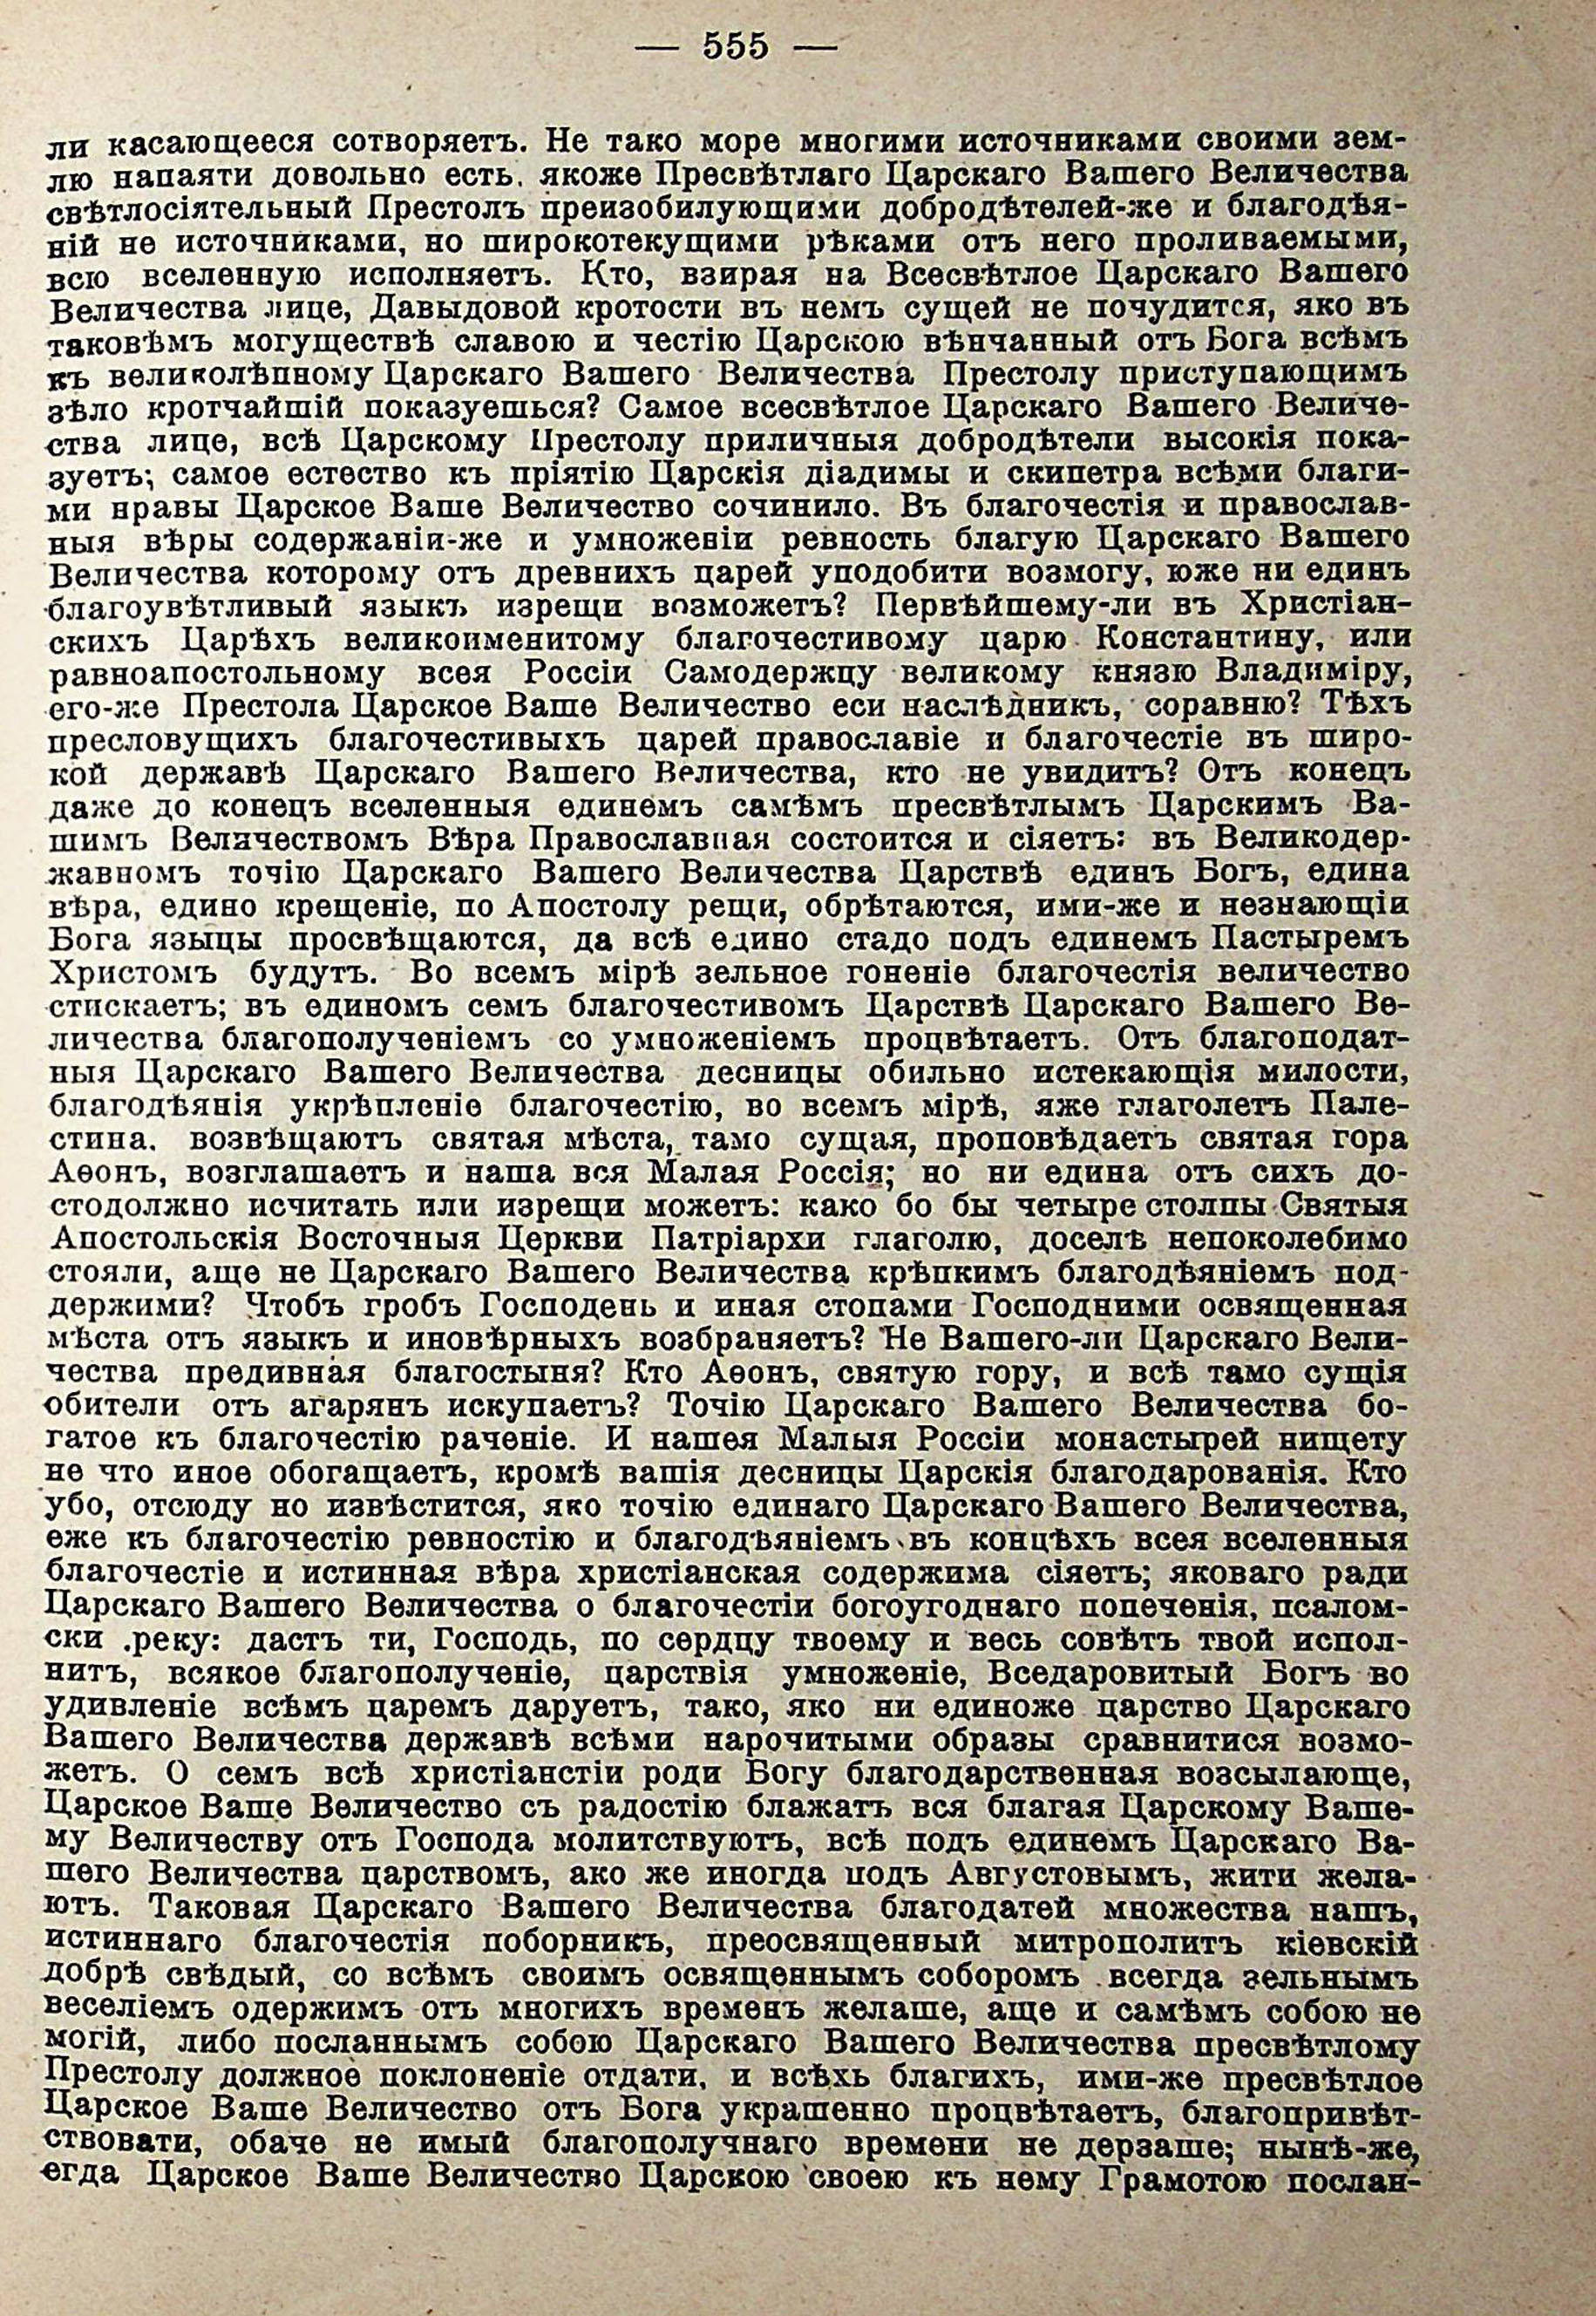 — 555 —
ли касающееся сотворяетъ. Не тако море многими источниками своими зем-
лю напаяти довольно есть, якоже Пресвѣтлаго Царскаго Вашего Величества
свѣтлосіятельный Престолъ преизобилующими добродѣтелей-же и благодѣя-
ній не источниками, но широкотекущими рѣками отъ него проливаемыми,
всю вселенную исполняетъ. Кто, взирая на Всесвѣтлое Царскаго Вашего
Величества лице, Давыдовой кротости въ немъ сущей не почудится, яко въ
таковѣмъ могуществѣ славою и честію Царскою вѣнчанный отъ Бога всѣмъ
къ великолѣпному Царскаго Вашего Величества Престолу приступающимъ
зѣло кротчайшій показуешься? Самое всесвѣтлое Царскаго Вашего Величе-
ства лице, всѣ Царскому Престолу приличныя добродѣтели высокія пока-
зуетъ; самое естество къ пріятію Царскія діадимы и скипетра всѣми благи-
ми нравы Царское Ваше Величество сочинило. Въ благочестія и православ-
ныя вѣры содержаніи-же и умноженіи ревность благую Царскаго Вашего
Величества которому отъ древнихъ царей уподобити возмогу, юже ни единъ
благоувѣтливый языкъ изрещи возможетъ? Первѣйшему-ли въ Христіан-
скихъ Царѣхъ великоименитому благочестивому царю Константину, или
равноапостольному всея Россіи Самодержцу великому князю Владиміру,
его-же Престола Царское Ваше Величество еси наслѣдникъ, соравню? Тѣхъ
пресловущихъ благочестивыхъ царей православіе и благочестіе въ широ-
кой державѣ Царскаго Вашего Величества, кто не увидитъ? Отъ конецъ
даже до конецъ вселенныя единемъ самѣмъ пресвѣтлымъ Царскимъ Ва-
шимъ Величествомъ Вѣра Православная состоится и сіяетъ: въ Великодер-
жавномъ точію Царскаго Вашего Величества Царствѣ единъ Богъ, едина
вѣра, едино крещеніе, по Апостолу рещи, обрѣтаются, ими-же и незнающіи
Бога языцы просвѣщаются, да всѣ едино стадо подъ единемъ Пастыремъ
Христомъ будутъ. Во всемъ мірѣ зельное гоненіе благочестія величество
стискаетъ; въ единомъ семъ благочестивомъ Царствѣ Царскаго Вашего Ве-
личества благополученіемъ со умноженіемъ процвѣтаетъ. Отъ благоподат-
ныя Царскаго Вашего Величества десницы обильно истекающія милости,
благодѣянія укрѣпленіе благочестію, во всемъ мірѣ, яже глаголетъ Пале-
стина. возвѣщаютъ святая мѣста, тамо сущая, проповѣдаетъ святая гора
Аѳонъ, возглашаетъ и наша вся Малая Россія; но ни едина отъ сихъ до-
стодолжно исчитать или изрещи можетъ: како бо бы четыре столпы Святыя
Апостольскія Восточныя Церкви Патріархи глаголю, доселѣ непоколебимо
стояли, аще не Царскаго Вашего Величества крѣпкимъ благодѣяніемъ под-
держими? Чтобъ гробъ Господень и иная стопами Господними освященная
мѣста отъ языкъ и иновѣрныхъ возбраняетъ? Не Вашего-ли Царскаго Вели-
чества предивная благостыня? Кто Аѳонъ, святую гору, и всѣ тамо сущія
обители отъ агарянъ искупаетъ? Точію Царскаго Вашего Величества бо-
гатое къ благочестію раченіе. И нашея Малыя Россіи монастырей нищету
не что иное обогащаетъ, кромѣ вашія десницы Царскія благодарованія. Кто
убо, отсюду но извѣстится, яко точію единаго Царскаго Вашего Величества,
еже къ благочестію ревностію и благодѣяніемъ въ концѣхъ всея вселенныя
благочестіе и истинная вѣра христіанская содержима сіяетъ; яковаго ради
Царскаго Вашего Величества о благочестіи богоугоднаго попеченія, псалом-
ски реку: дастъ ти, Господь, по сердцу твоему и весь совѣтъ твой испол-
нитъ, всякое благополученіе, царствія умноженіе, Вседаровитый Богъ во
удивленіе всѣмъ царемъ даруетъ, тако, яко ни единоже царство Царскаго
Вашего Величества державѣ всѣми нарочитыми образы сравнитися возмо-
жетъ. О семъ всѣ христіанстіи роди Богу благодарственная возсылающе,
Царское Ваше Величество съ радостію блажатъ вся благая Царскому Ваше-
му Величеству отъ Господа молитствуютъ, всѣ подъ единемъ Царскаго Ва-
шего Величества царствомъ, ако же иногда подъ Августовымъ, жити жела-
ютъ. Таковая Царскаго Вашего Величества благодатей множества нашъ,
истиннаго благочестія поборникъ, преосвященный митрополитъ кіевскій
добрѣ свѣдый, со всѣмъ своимъ освященнымъ соборомъ всегда зельнымъ
веселіемъ одержимъ отъ многихъ временъ желаше, аще и самѣмъ собою не
могій, либо посланнымъ собою Царскаго Вашего Величества пресвѣтлому
Престолу должное поклоненіе отдати, и всѣхь благихъ, ими-же пресвѣтлое
Царское Ваше Величество отъ Бога украшенно процвѣтаетъ, благопривѣт-
ствовати, обаче не имый благополучнаго времени не дерзаше; нынѣ-же,
егда Царское Ваше Величество Царскою своею къ нему Грамотою послан-